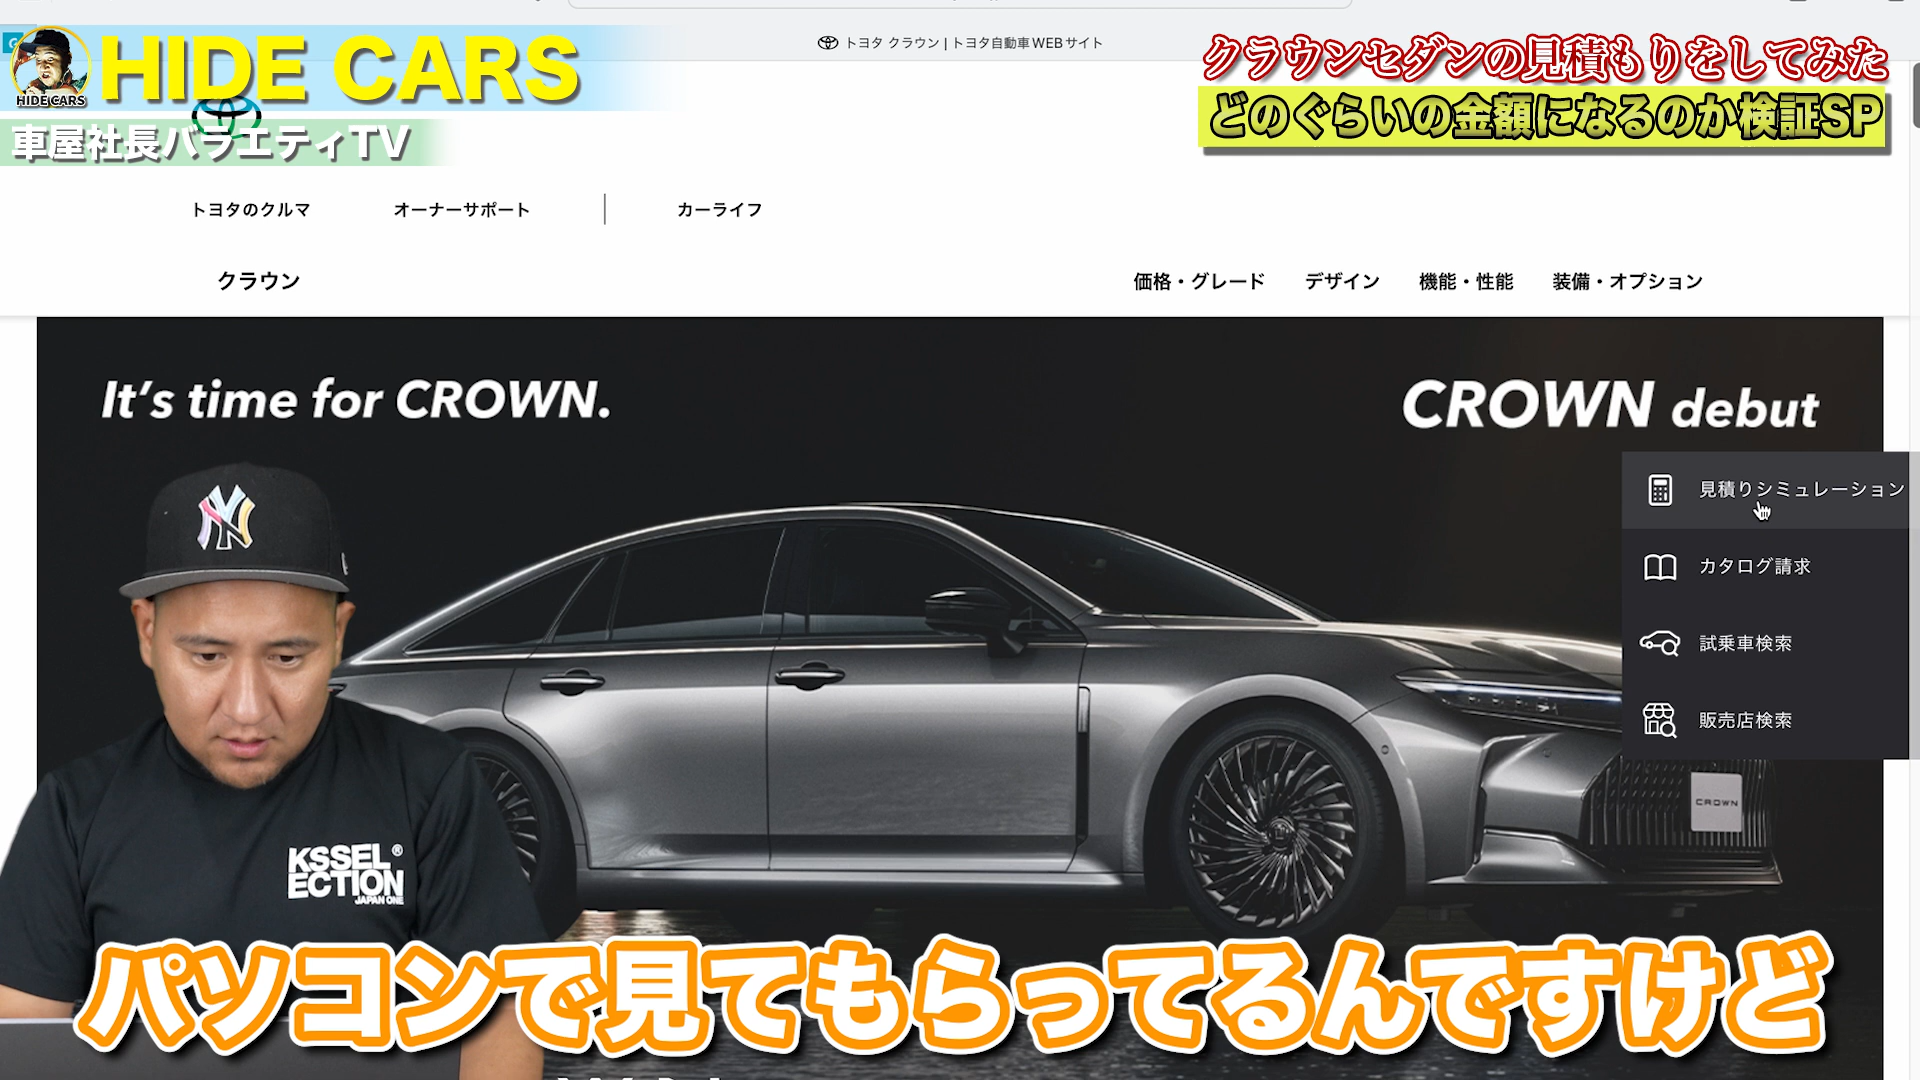 トヨタ クラウン | トヨタ自動車WEBサイト
HIDE CARS
HIDE CARS
車屋社長バラエティTV
クラウンセダンの見積もりをしてみた
どのぐらいの金額になるのか検証SP
トヨタのクルマ
オーナーサポート
カーライフ
クラウン
価格・グレード
デザイン
機能・性能
装備・オプション
It's time for CROWN.
CROWN debut
見積りシミュレーション
カタログ請求
試乗車検索
販売店検索
NY
CROWN
KSSEL®
ECTION
JAPAN ONE
パソコンで見てもらってるんですけど